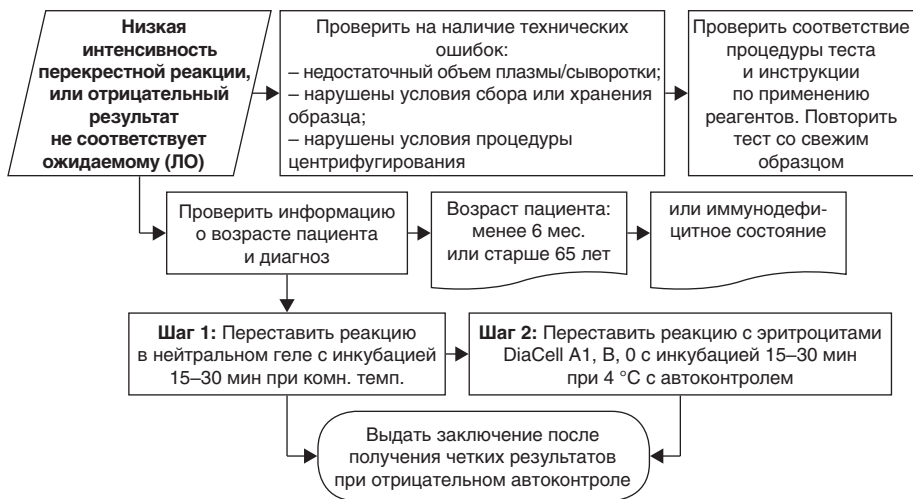 Низкая
интенсивность
перекрестной реакции,
или отрицательный
результат
не соответствует
ожидаемому (ЛО)
Проверить на наличие технических
ошибок:
– недостаточный объем плазмы/сыворотки;
– нарушены условия сбора или хранения
образца;
– нарушены условия процедуры
центрифугирования
Проверить соответствие
процедуры теста
и инструкции
по применению
реагентов. Повторить
тест со свежим
образцом
Проверить информацию
о возрасте пациента
и диагноз
Возраст пациента:
менее 6 мес.
или старше 65 лет
или иммунодефи-
цитное состояние
Шаг 1: Переставить реакцию
в нейтральном геле с инкубацией
15–30 мин при комн. темп.
Шаг 2: Переставить реакцию с эритроцитами
DiaCell A1, B, 0 с инкубацией 15–30 мин
при 4 °C с автоконтролем
Выдать заключение после
получения четких результатов
при отрицательном автоконтроле